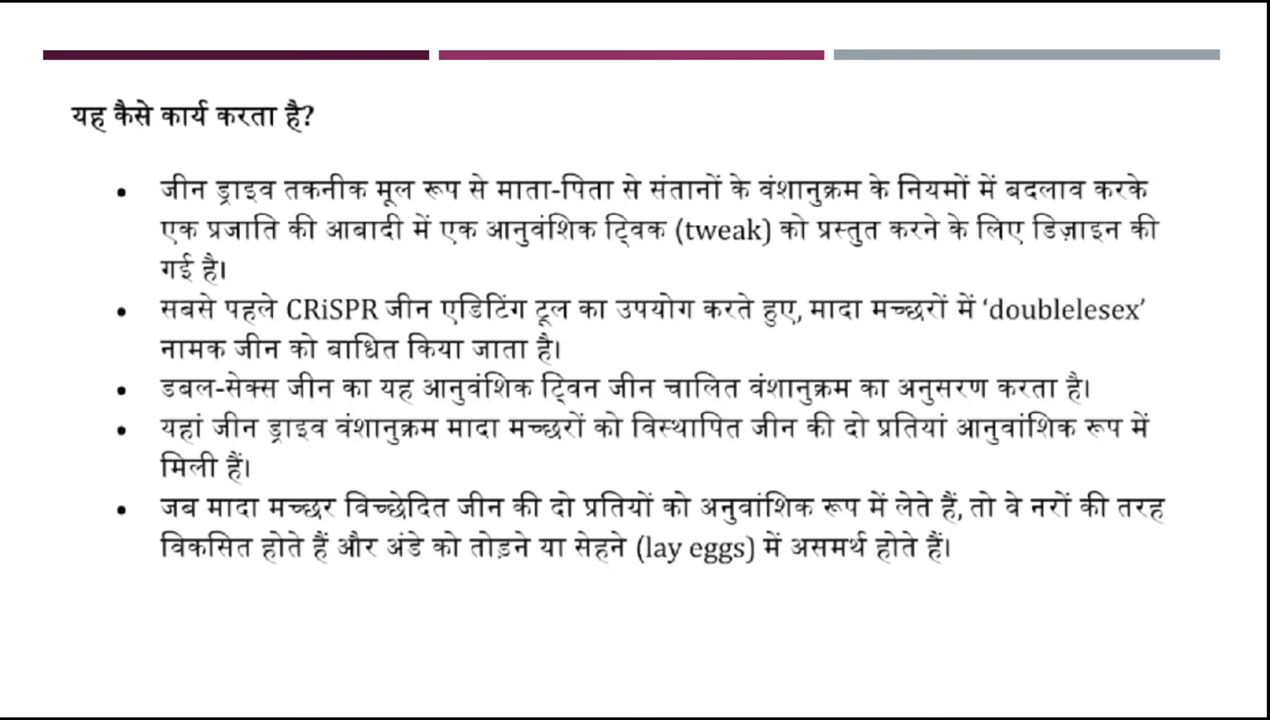 यह कैसे कार्य करता है?
• जीन ड्राइव तकनीक मूल रूप से माता-पिता से संतानों के वंशानुक्रम के नियमों में बदलाव करके
एक प्रजाति की आबादी में एक आनुवंशिक ट्विक (tweak) को प्रस्तुत करने के लिए डिज़ाइन की
गई है।
• सबसे पहले CRiSPR जीन एडिटिंग टूल का उपयोग करते हुए, मादा मच्छरों में ‘doublelesex’
नामक जीन को बाधित किया जाता है।
• डबल-सेक्स जीन का यह आनुवंशिक ट्विन जीन चालित वंशानुक्रम का अनुसरण करता है।
• यहां जीन ड्राइव वंशानुक्रम मादा मच्छरों को विस्थापित जीन की दो प्रतियां आनुवांशिक रूप में
मिली हैं।
• जब मादा मच्छर विच्छेदित जीन की दो प्रतियों को अनुवांशिक रूप में लेते हैं, तो वे नरों की तरह
विकसित होते हैं और अंडे को तोड़ने या सेहने (lay eggs) में असमर्थ होते हैं।